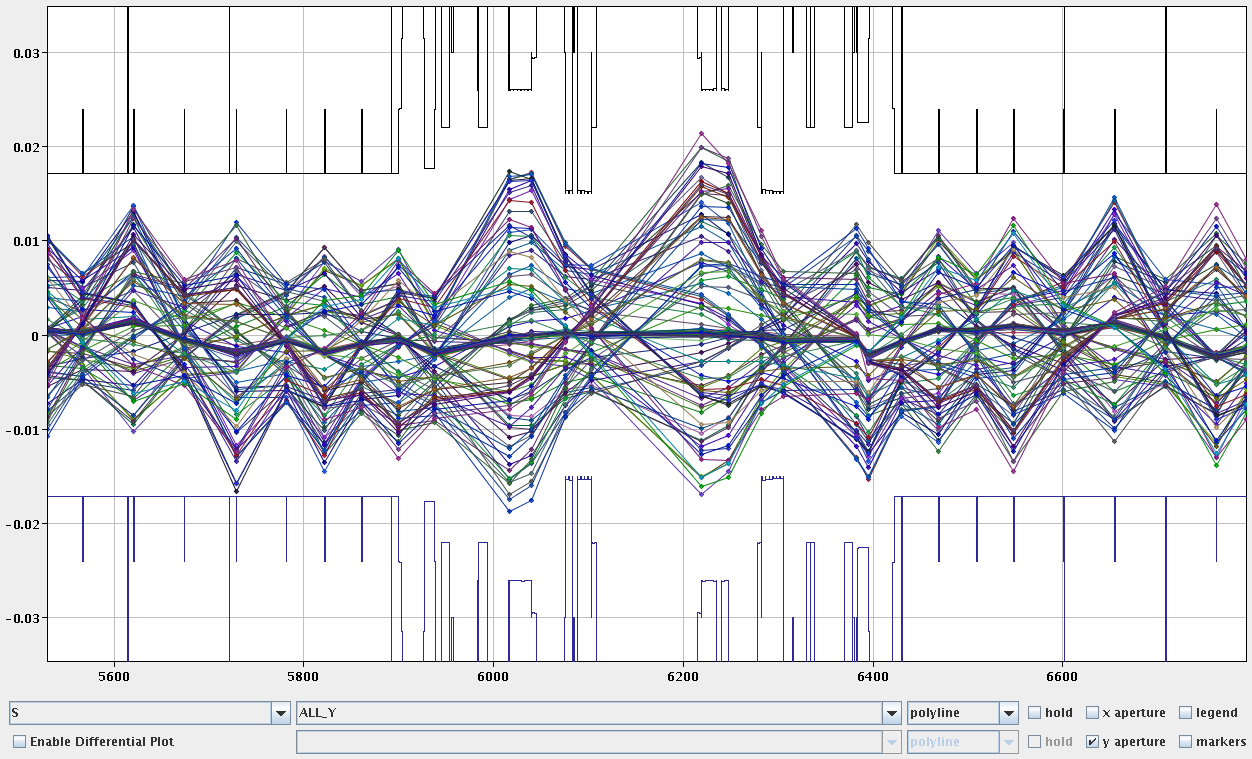 0.03
0.02
0.01
0
-0.01
-0.02
-0.03
5600 5800 6000 6200 6400 6600
S ALL_Y polyline hold x aperture legend
Enable Differential Plot polyline hold y aperture markers